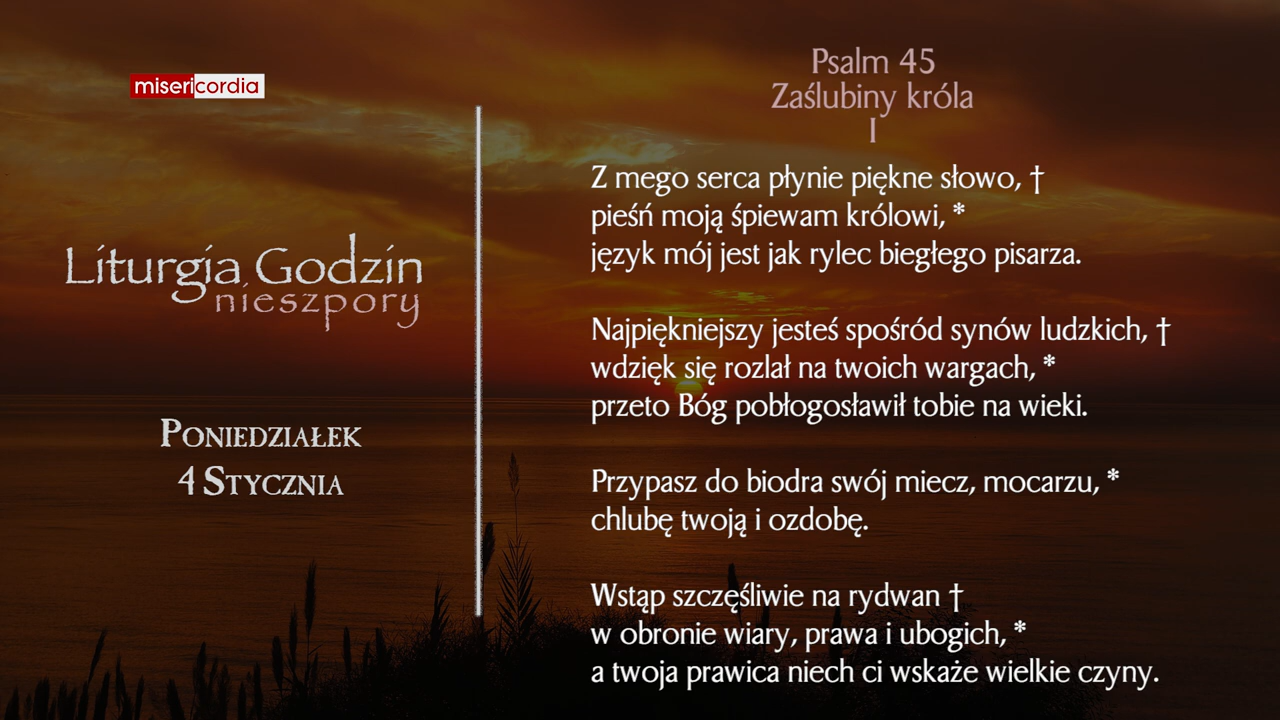 misericordia
Liturgia Godzin
nieszpory
Poniedziałek
4 Stycznia
Psalm 45
Zaślubiny króla
I
Z mego serca płynie piękne słowo, †
pieśń moją śpiewam królowi, *
język mój jest jak rylec biegłego pisarza.
Najpiękniejszy jesteś spośród synów ludzkich, †
wdzięk się rozlał na twoich wargach, *
przeto Bóg pobłogosławił tobie na wieki.
Przypasz do biodra swój miecz, mocarzu, *
chlubę twoją i ozdobę.
Wstąp szczęśliwie na rydwan †
w obronie wiary, prawa i ubogich, *
a twoja prawica niech ci wskaże wielkie czyny.